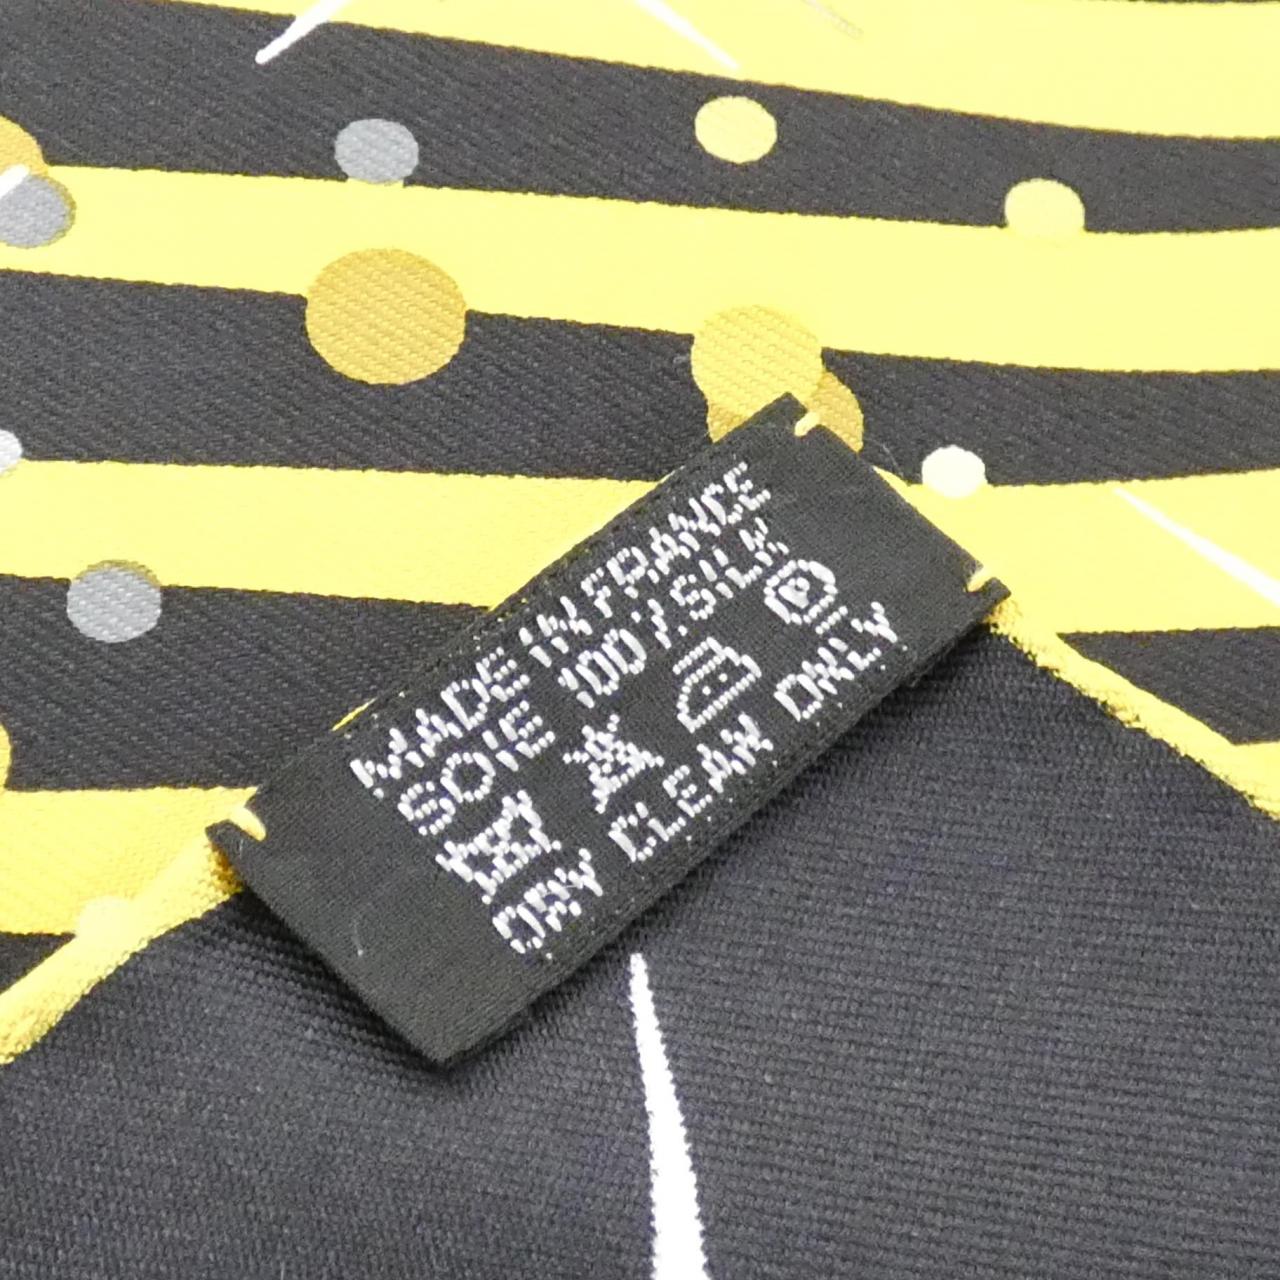 MADE IN FRANCE
SOIE 100% SILK
P
DRY CLEAN ONLY